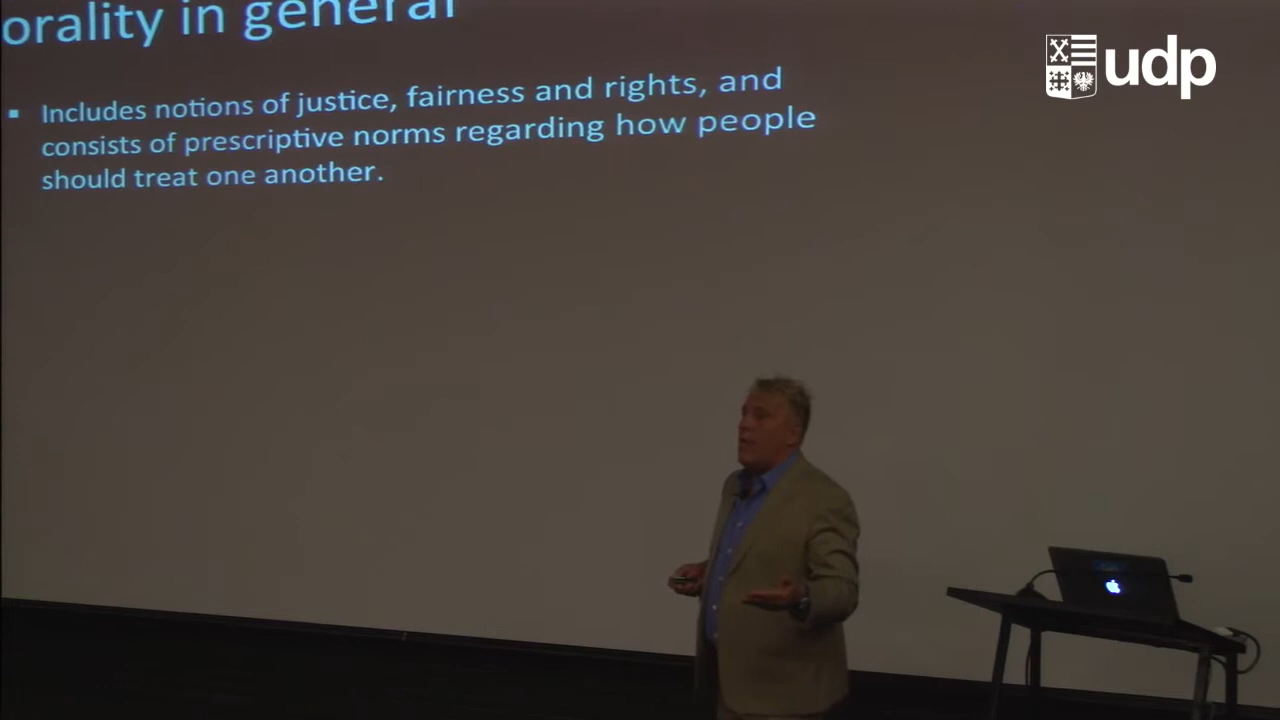 orality in general
▪ Includes notions of justice, fairness and rights, and
consists of prescriptive norms regarding how people
should treat one another.
udp